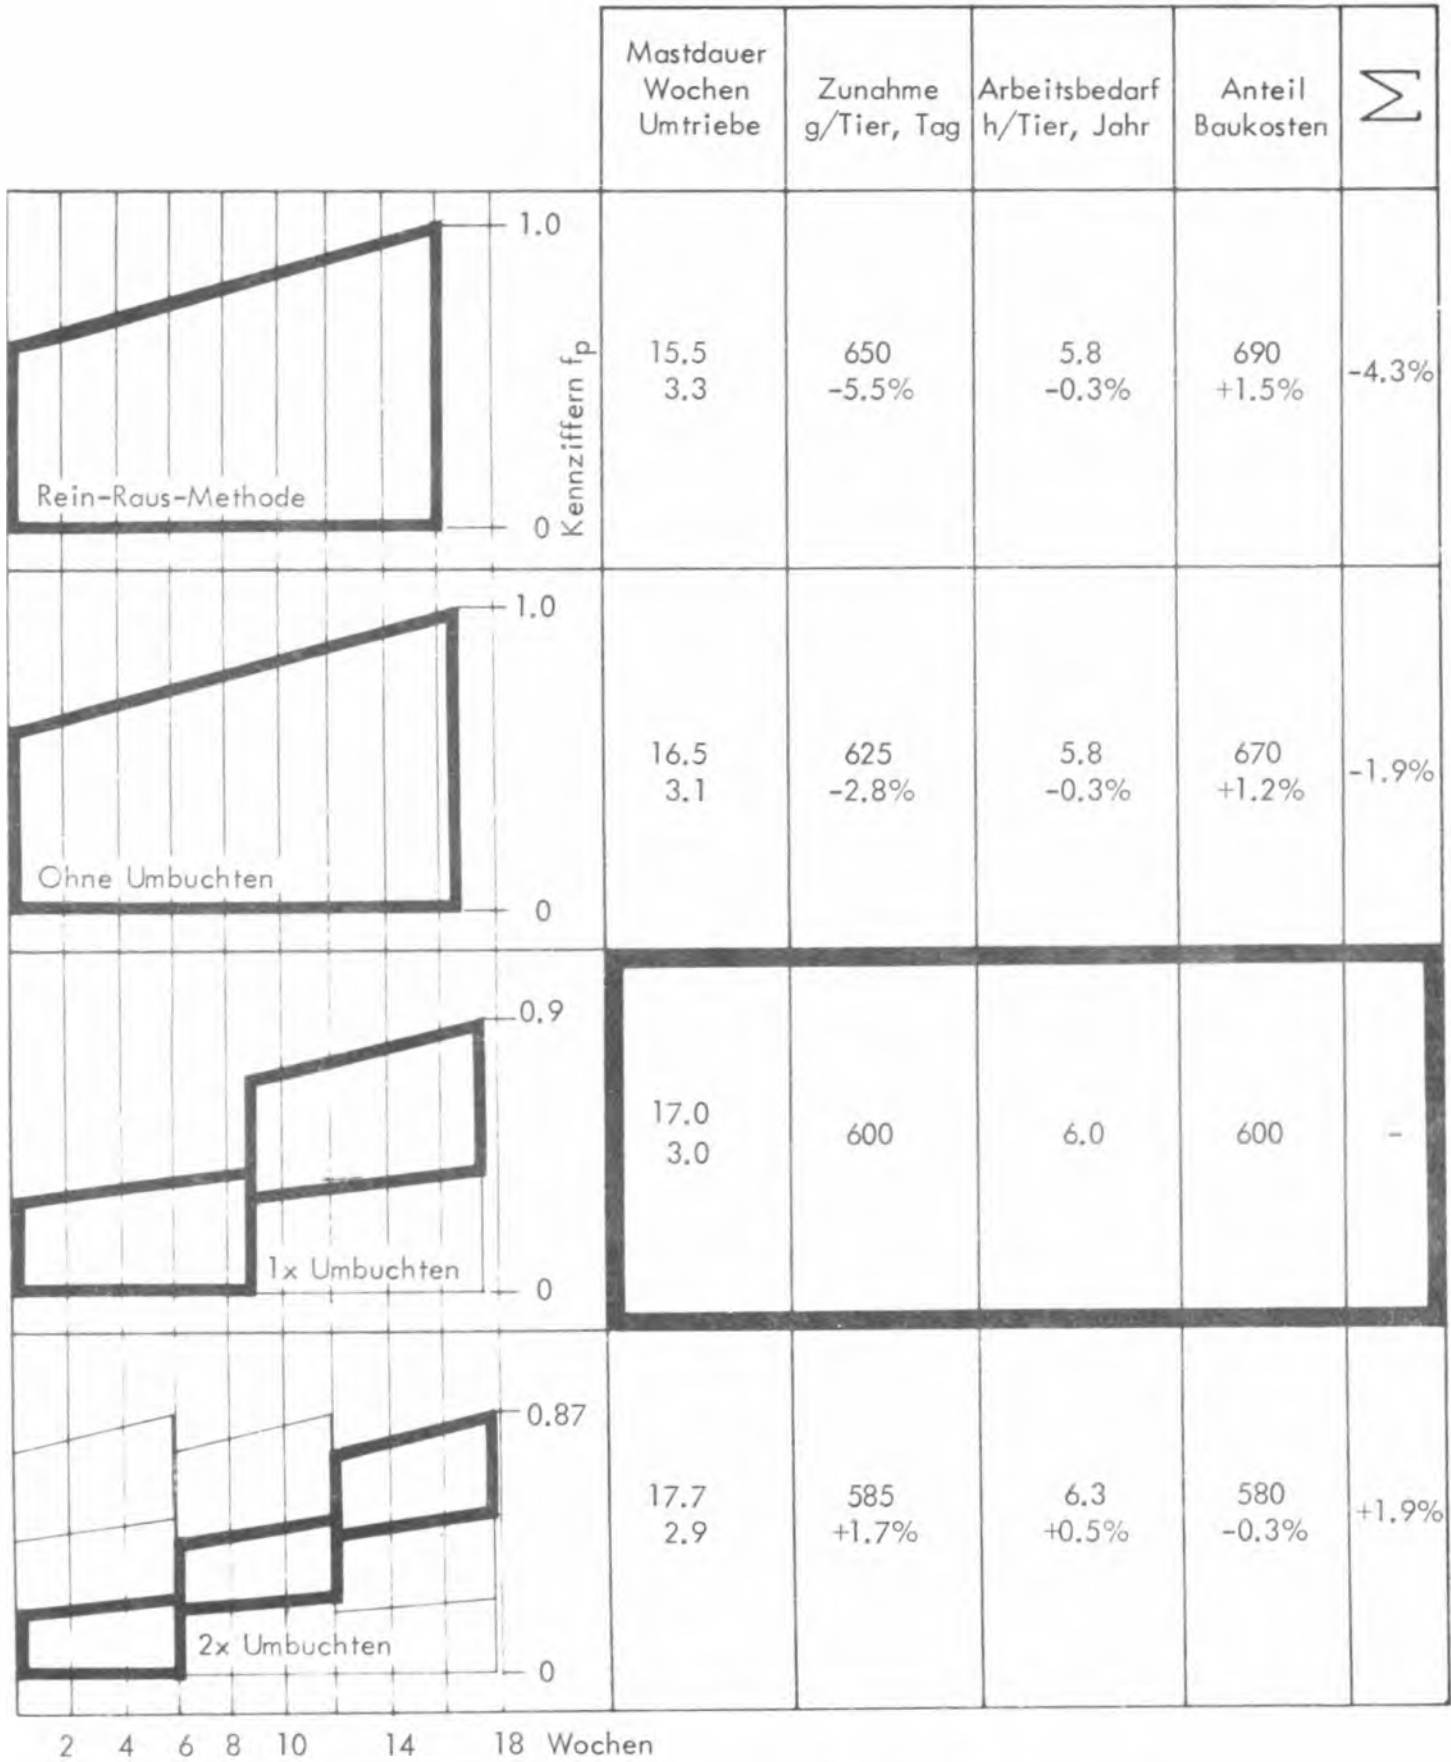 Mastdauer
Wochen
Umtriebe
Zunahme
g/Tier, Tag
Arbeitsbedarf
h/Tier, Jahr
Anteil
Baukosten
Σ
1.0
Kennziffern fp
Rein-Raus-Methode
0
15.5
3.3
650
-5.5%
5.8
-0.3%
690
+1.5%
-4.3%
1.0
Ohne Umbuchten
0
16.5
3.1
625
-2.8%
5.8
-0.3%
670
+1.2%
-1.9%
0.9
1x Umbuchten
0
17.0
3.0
600
6.0
600
-
0.87
2x Umbuchten
0
17.7
2.9
585
+1.7%
6.3
+0.5%
580
-0.3%
+1.9%
2 4 6 8 10 14 18 Wochen